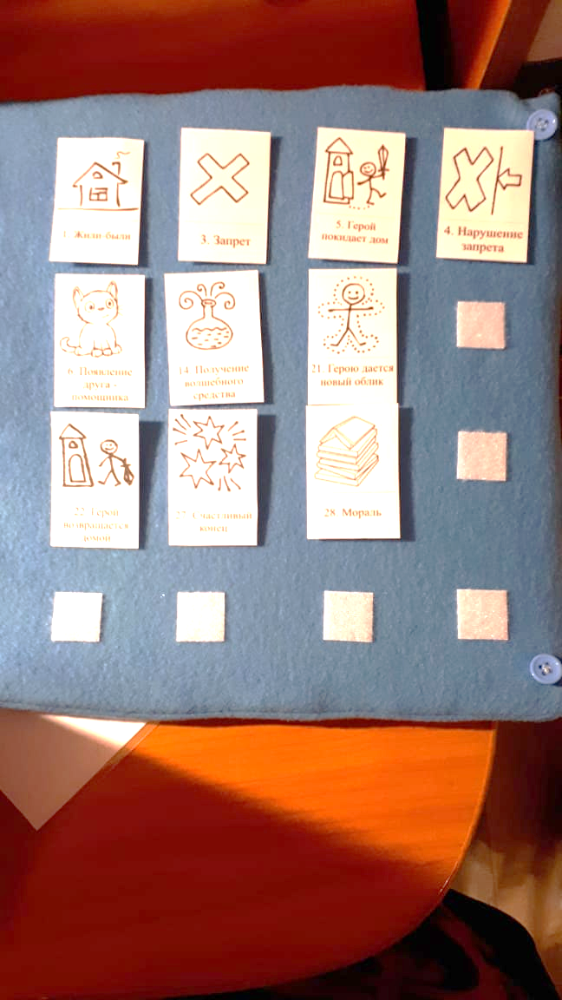 1. Жили-были
3. Запрет
5. Герой
покидает дом
4. Нарушение
запрета
6. Появление
друга -
помощника
14. Получение
волшебного
средства
21. Герою дается
новый облик
22. Герой
возвращается
домой
27. Счастливый
конец
28. Мораль